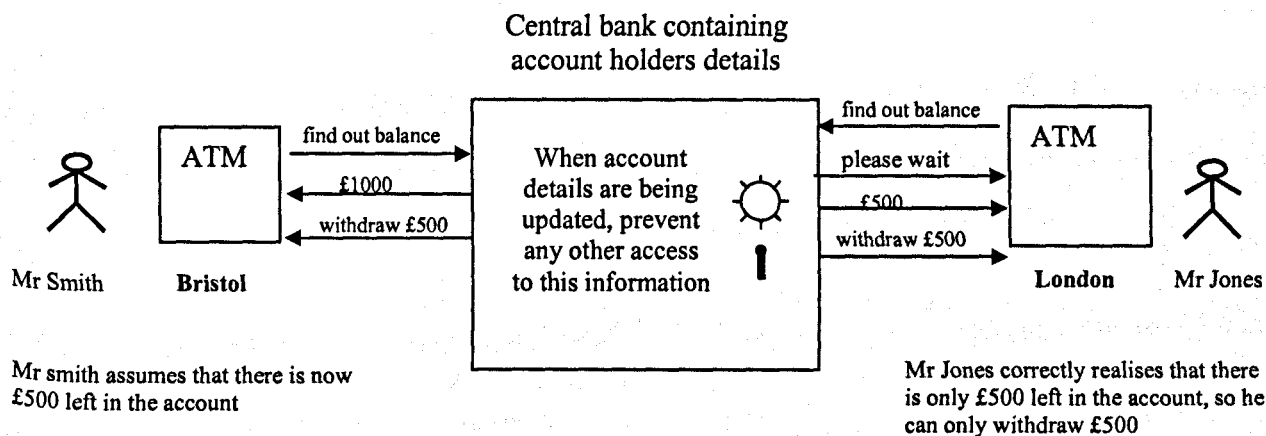 Central bank containing
account holders details
ATM
find out balance
£1000
withdraw £500
Mr Smith
Bristol
When account
details are being
updated, prevent
any other access
to this information
find out balance
please wait
£500
withdraw £500
ATM
London
Mr Jones
Mr smith assumes that there is now
£500 left in the account
Mr Jones correctly realises that there
is only £500 left in the account, so he
can only withdraw £500